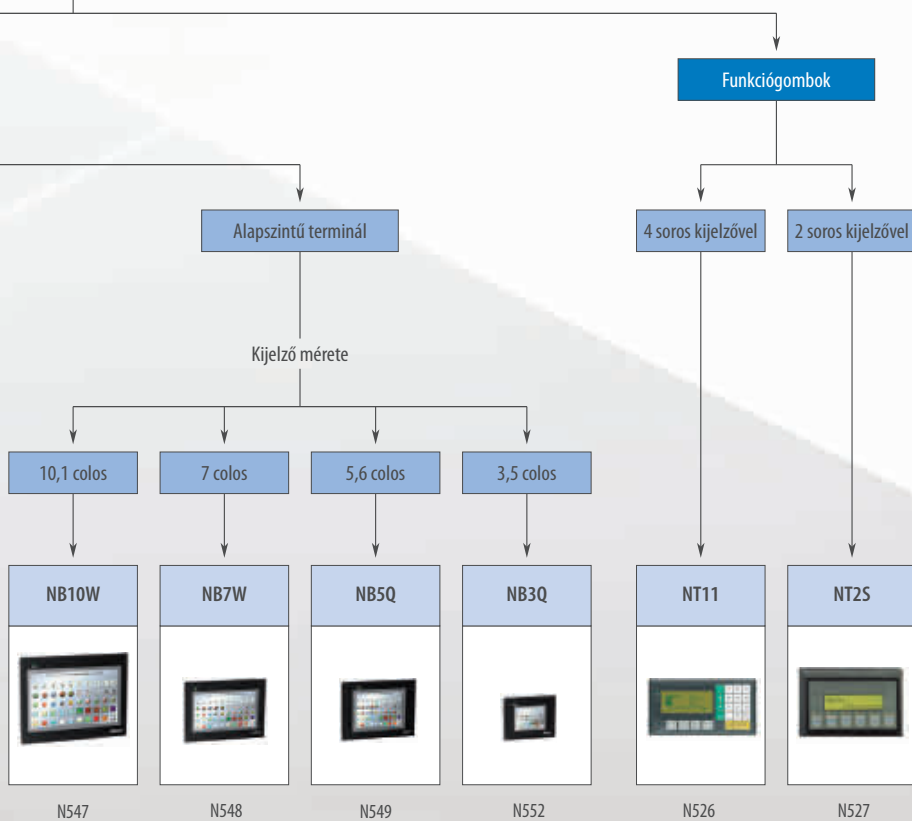 Funkciógombok
Alapszintű terminál
4 soros kijelzővel
2 soros kijelzővel
Kijelző mérete
10,1 colos
7 colos
5,6 colos
3,5 colos
NB10W
NB7W
NB5Q
NB3Q
NT11
NT2S
N547
N548
N549
N552
N526
N527